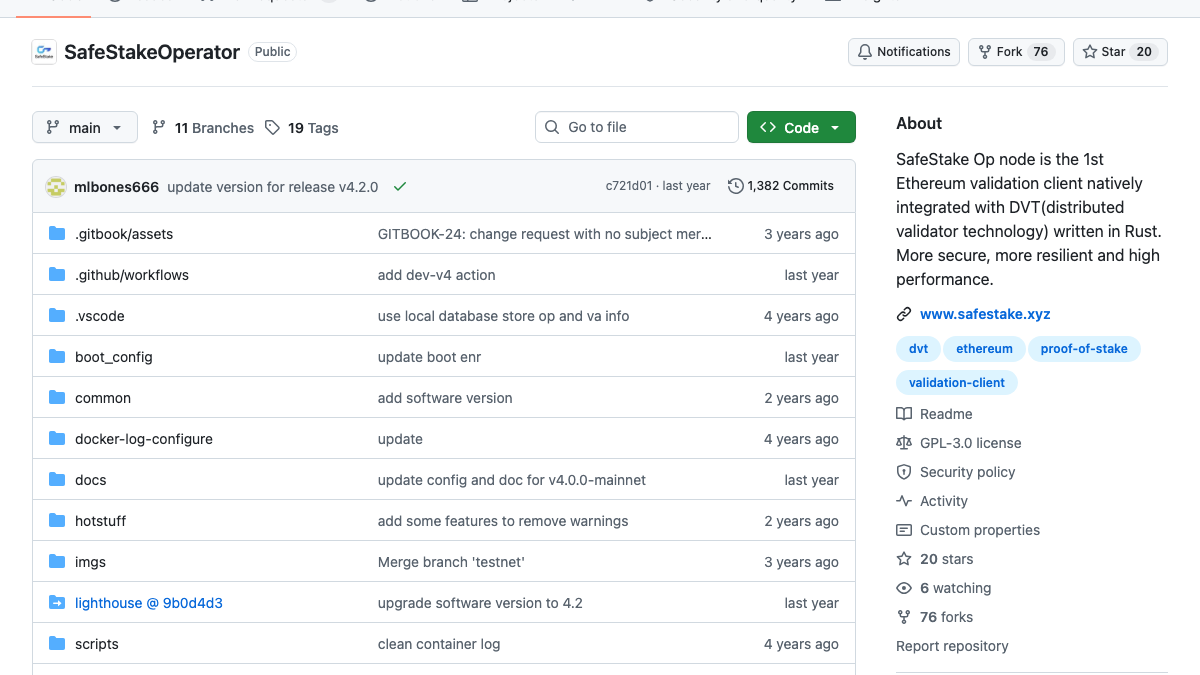 SafeStakeOperator Public
Notifications Fork 76 Star 20
main 11 Branches 19 Tags Go to file Code
mlbones666 update version for release v4.2.0 c721d01 · last year 1,382 Commits
.gitbook/assets GITBOOK-24: change request with no subject mer... 3 years ago
.github/workflows add dev-v4 action last year
.vscode use local database store op and va info 4 years ago
boot_config update boot enr last year
common add software version 2 years ago
docker-log-configure update 4 years ago
docs update config and doc for v4.0.0-mainnet last year
hotstuff add some features to remove warnings 2 years ago
imgs Merge branch 'testnet' 3 years ago
lighthouse @ 9b0d4d3 upgrade software version to 4.2 last year
scripts clean container log 4 years ago
About
SafeStake Op node is the 1st
Ethereum validation client natively
integrated with DVT(distributed
validator technology) written in Rust.
More secure, more resilient and high
performance.
www.safestake.xyz
dvt ethereum proof-of-stake
validation-client
Readme
GPL-3.0 license
Security policy
Activity
Custom properties
20 stars
6 watching
76 forks
Report repository